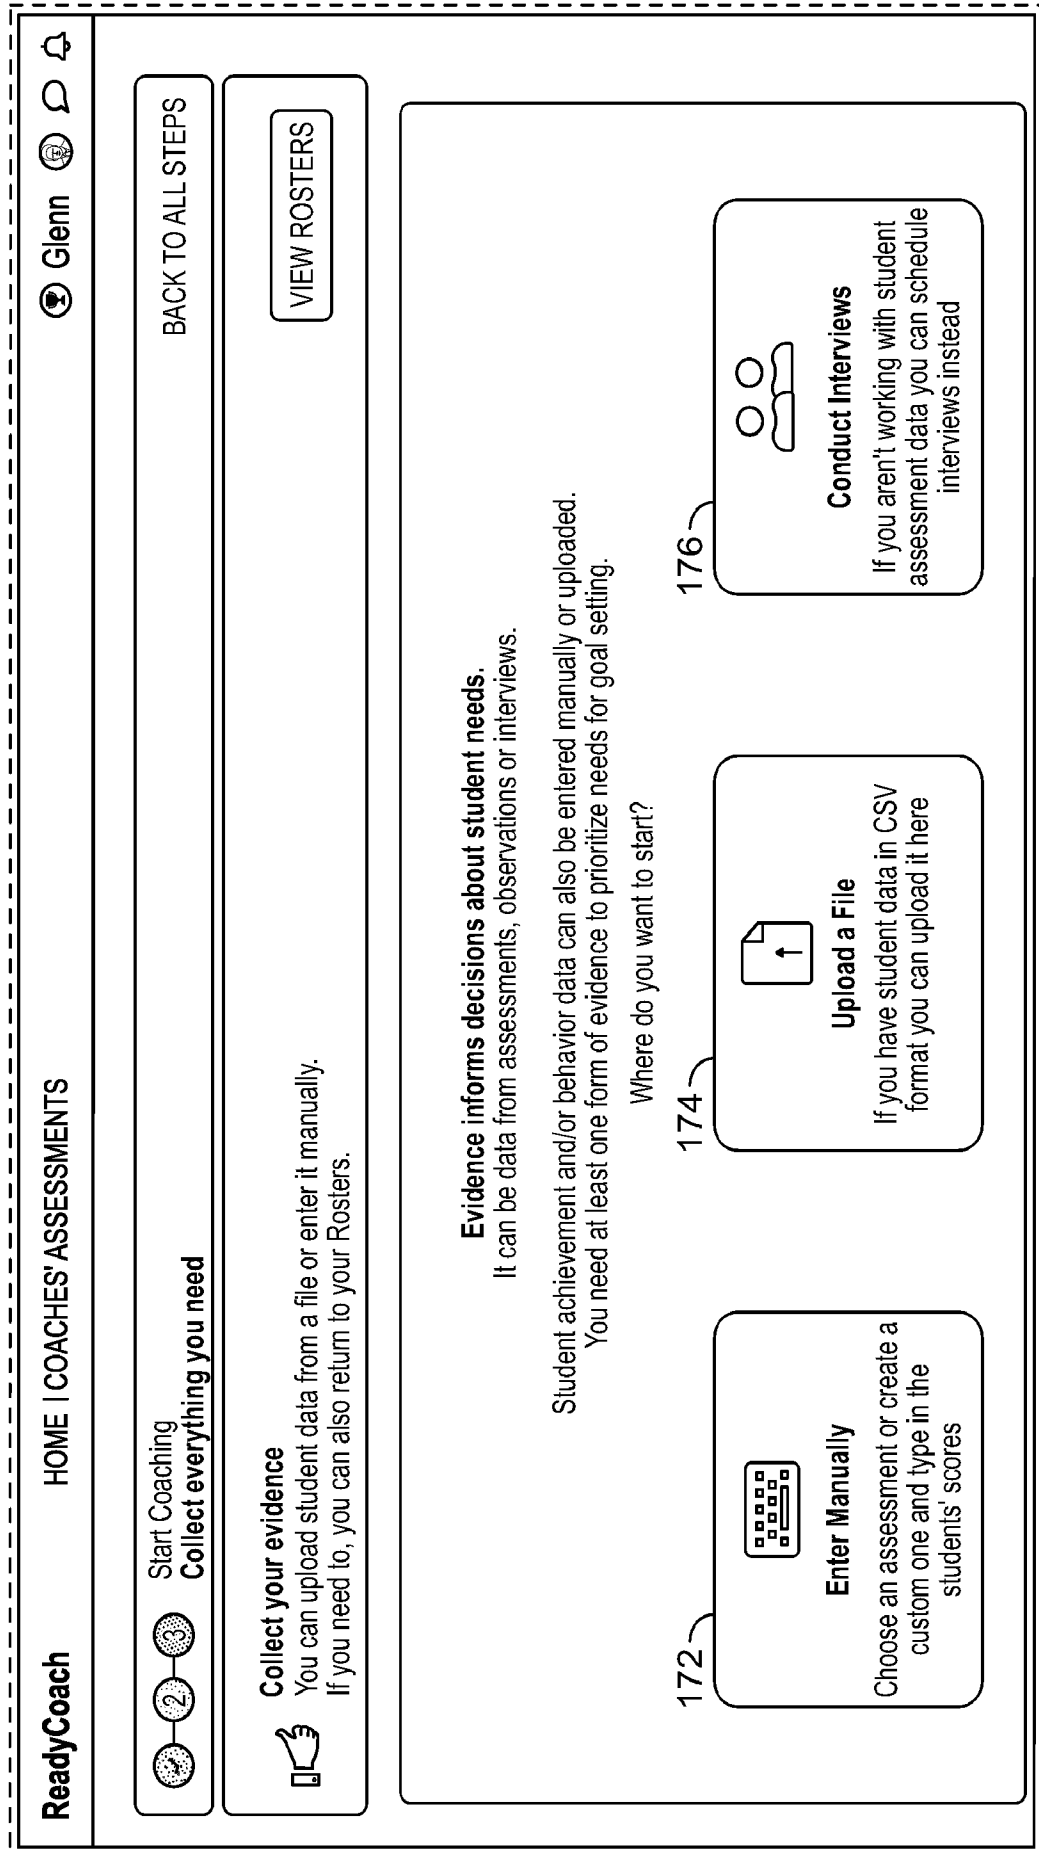 ReadyCoach
HOME | COACHES' ASSESSMENTS
Glenn
2
3
Start Coaching
Collect everything you need
BACK TO ALL STEPS
Collect your evidence
You can upload student data from a file or enter it manually.
If you need to, you can also return to your Rosters.
VIEW ROSTERS
Evidence informs decisions about student needs.
It can be data from assessments, observations or interviews.
Student achievement and/or behavior data can also be entered manually or uploaded.
You need at least one form of evidence to prioritize needs for goal setting.
Where do you want to start?
172
Enter Manually
Choose an assessment or create a
custom one and type in the
students' scores
174
Upload a File
If you have student data in CSV
format you can upload it here
176
Conduct Interviews
If you aren't working with student
assessment data you can schedule
interviews instead